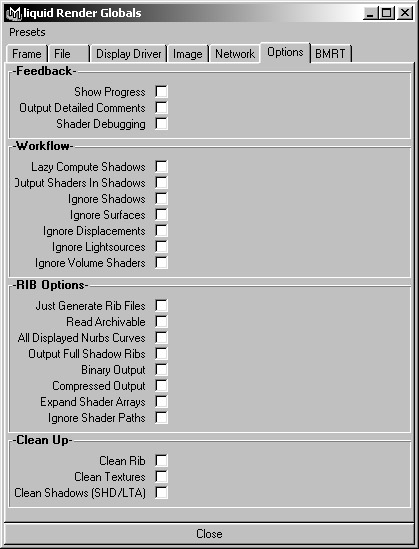 liquid Render Globals
Presets
Frame File Display Driver Image Network Options BMRT
-Feedback-
Show Progress
Output Detailed Comments
Shader Debugging
-Workflow-
Lazy Compute Shadows
Output Shaders In Shadows
Ignore Shadows
Ignore Surfaces
Ignore Displacements
Ignore Lightsources
Ignore Volume Shaders
-RIB Options-
Just Generate Rib Files
Read Archivable
All Displayed Nurbs Curves
Output Full Shadow Ribs
Binary Output
Compressed Output
Expand Shader Arrays
Ignore Shader Paths
-Clean Up-
Clean Rib
Clean Textures
Clean Shadows (SHD/LTA)
Close